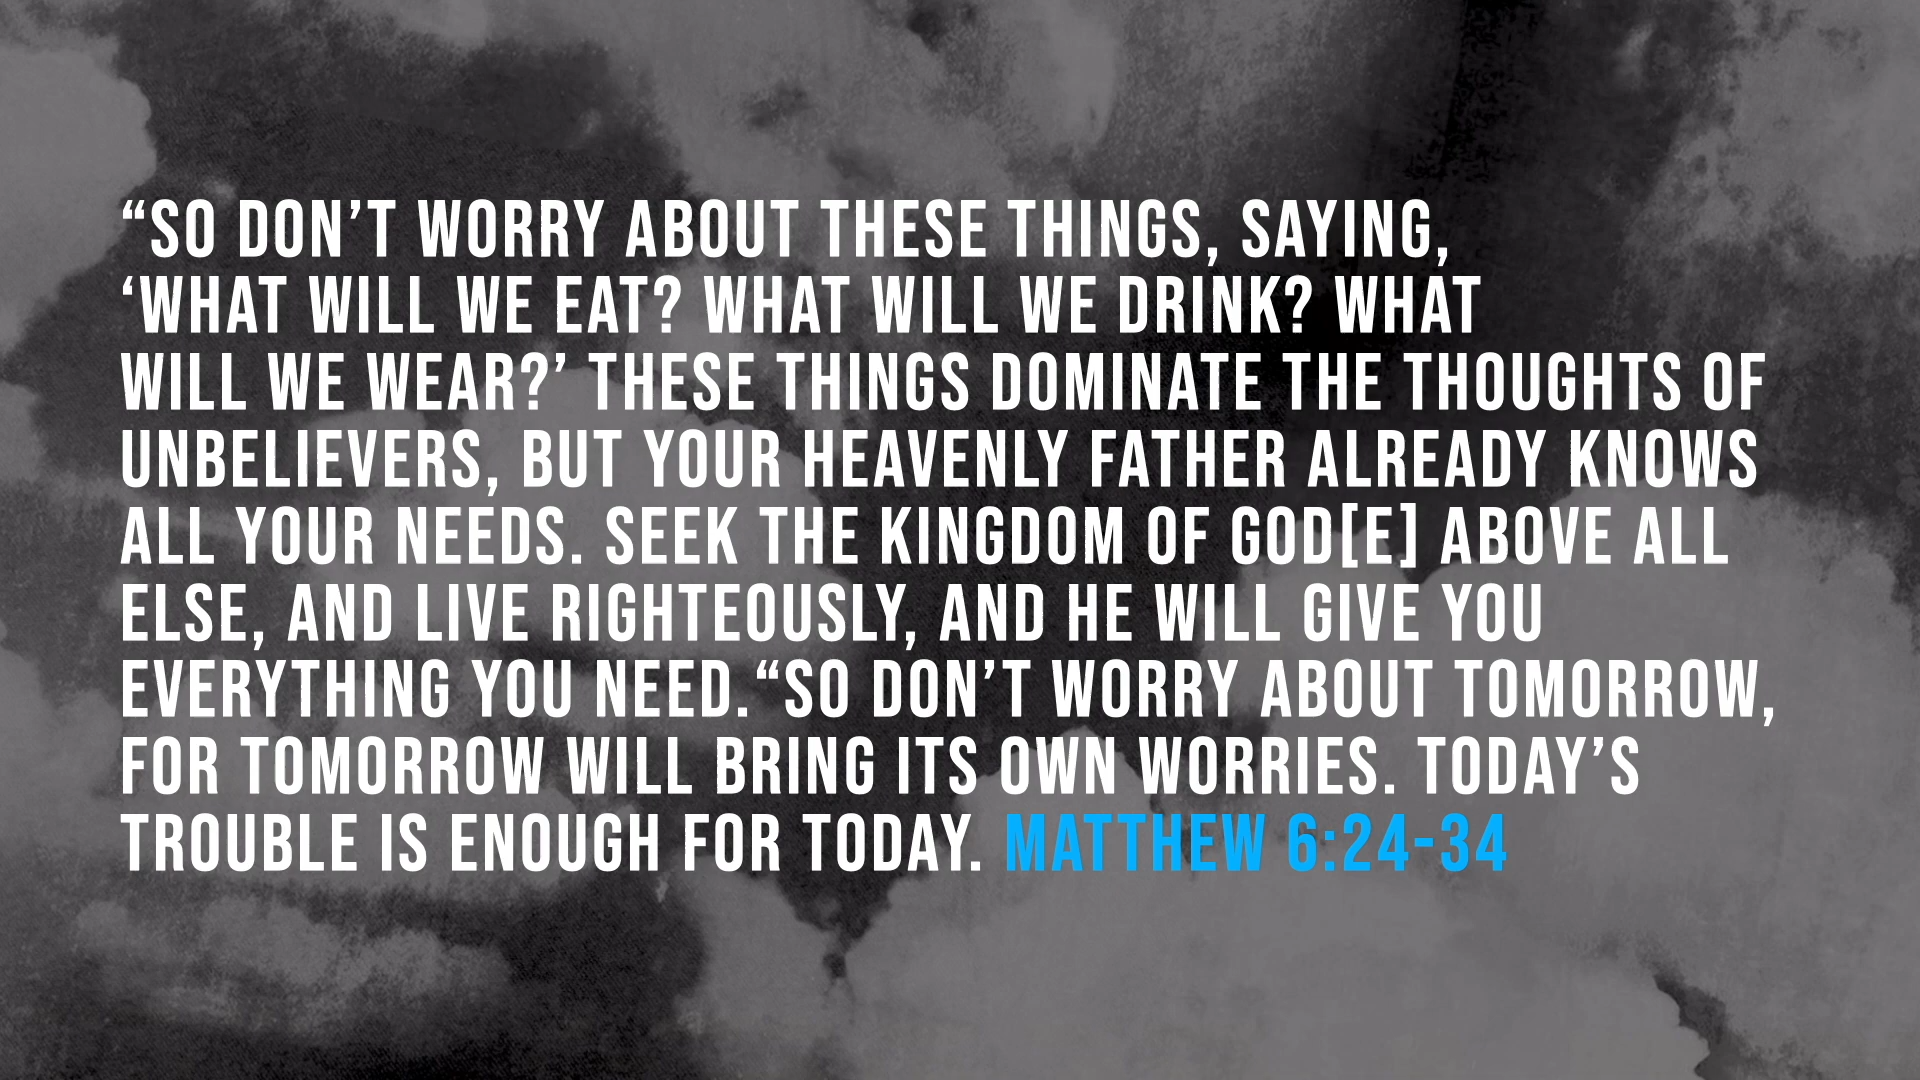 “SO DON’T WORRY ABOUT THESE THINGS, SAYING,
‘WHAT WILL WE EAT? WHAT WILL WE DRINK? WHAT
WILL WE WEAR?’ THESE THINGS DOMINATE THE THOUGHTS OF
UNBELIEVERS, BUT YOUR HEAVENLY FATHER ALREADY KNOWS
ALL YOUR NEEDS. SEEK THE KINGDOM OF GOD[E] ABOVE ALL
ELSE, AND LIVE RIGHTEOUSLY, AND HE WILL GIVE YOU
EVERYTHING YOU NEED. “SO DON’T WORRY ABOUT TOMORROW,
FOR TOMORROW WILL BRING ITS OWN WORRIES. TODAY’S
TROUBLE IS ENOUGH FOR TODAY. MATTHEW 6:24-34